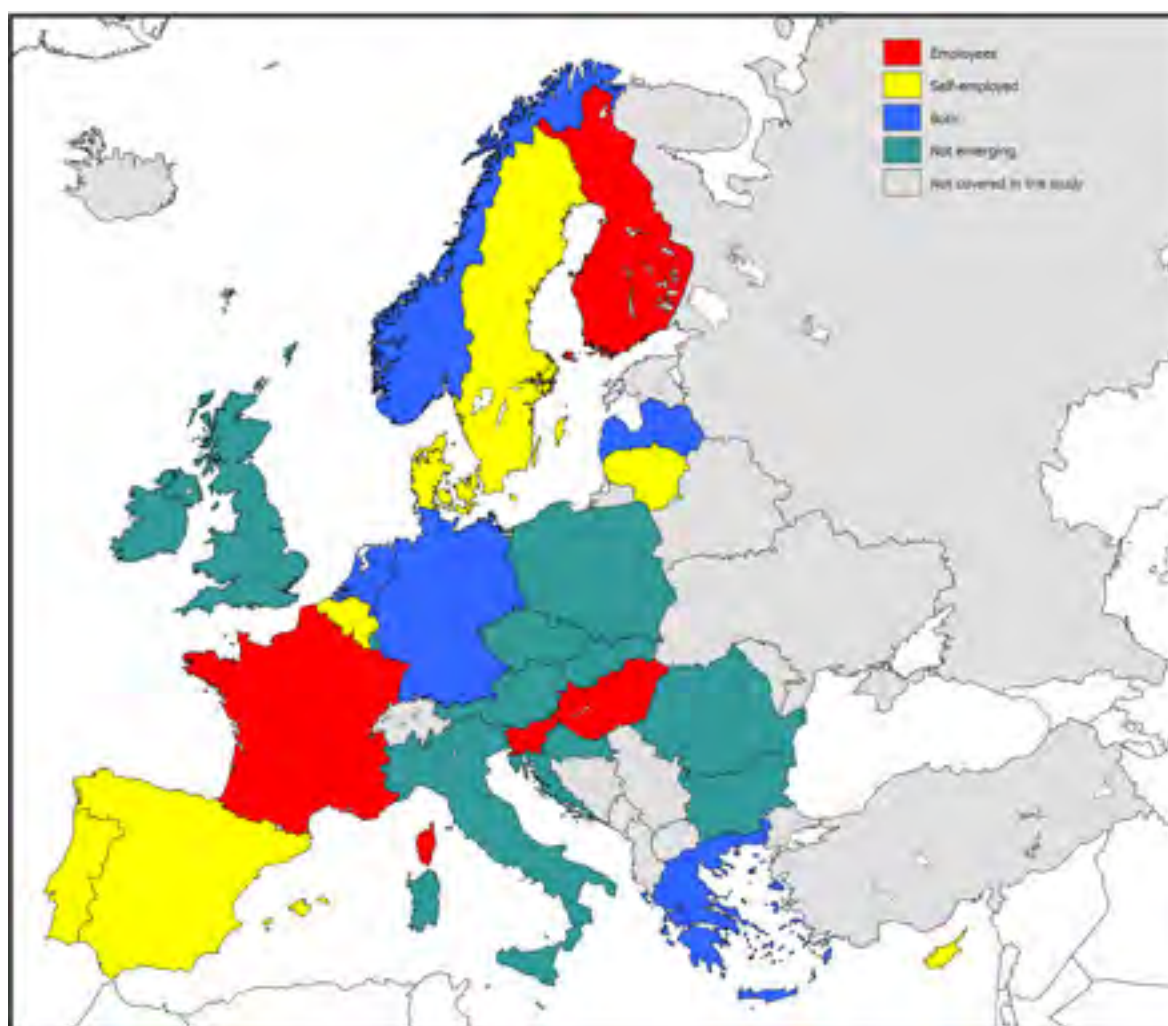 Employees
Self-employed
Both
Not emerging
Not covered in the study